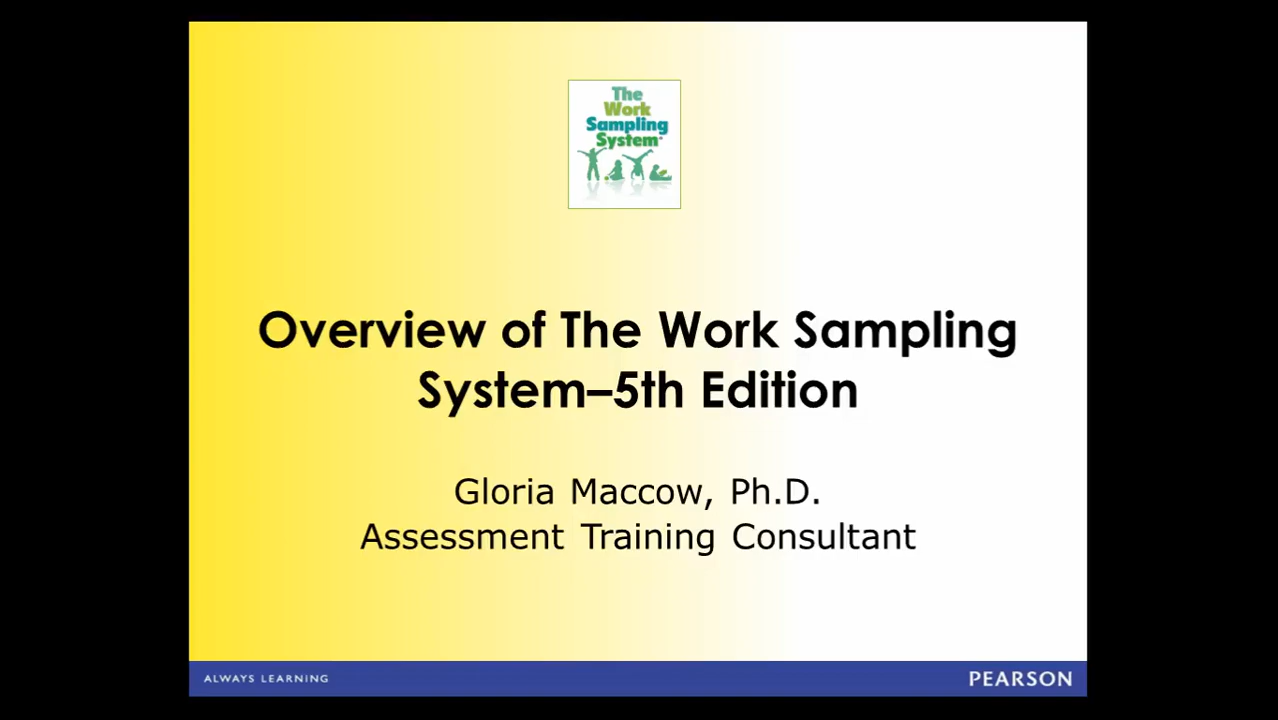 The
Work
Sampling
System™
Overview of The Work Sampling
System–5th Edition
Gloria Maccow, Ph.D.
Assessment Training Consultant
ALWAYS LEARNING
PEARSON